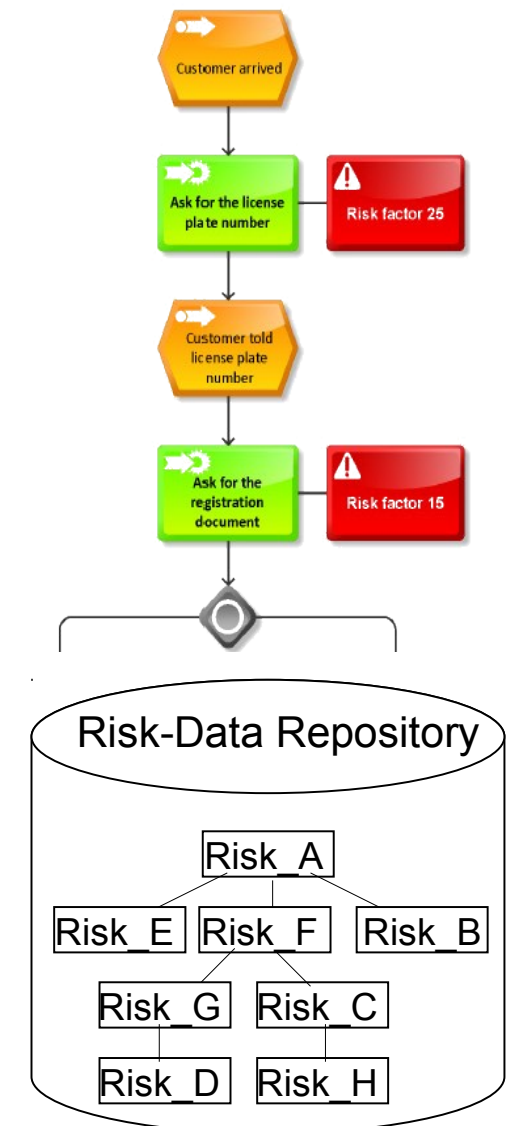 Customer arrived
Ask for the license
plate number
Risk factor 25
Customer told
license plate
number
Ask for the
registration
document
Risk factor 15
Risk-Data Repository
Risk_A
Risk_E
Risk_F
Risk_B
Risk_G
Risk_C
Risk_D
Risk_H